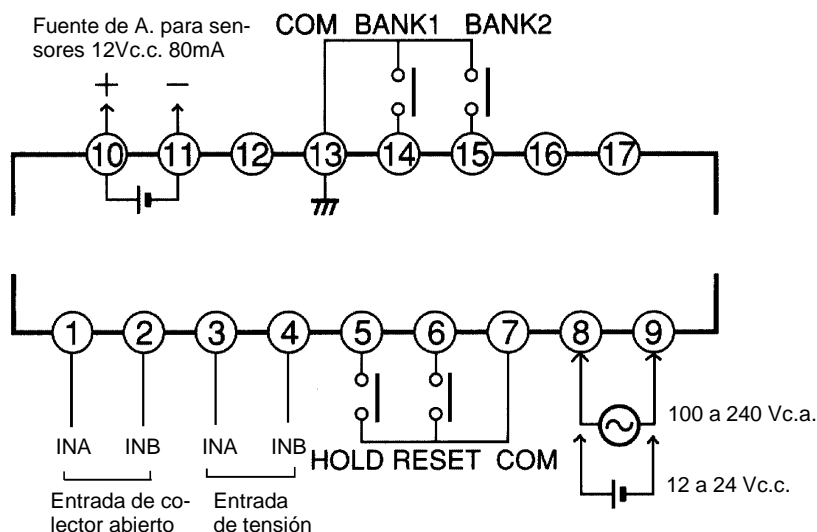 Fuente de A. para sen-
sores 12Vc.c. 80mA
COM BANK1 BANK2
+ −
10 11 12 13 14 15 16 17
1 2 3 4 5 6 7 8 9
INA INB INA INB
HOLD RESET COM
100 a 240 Vc.a.
12 a 24 Vc.c.
Entrada de co-
lector abierto
Entrada
de tensión